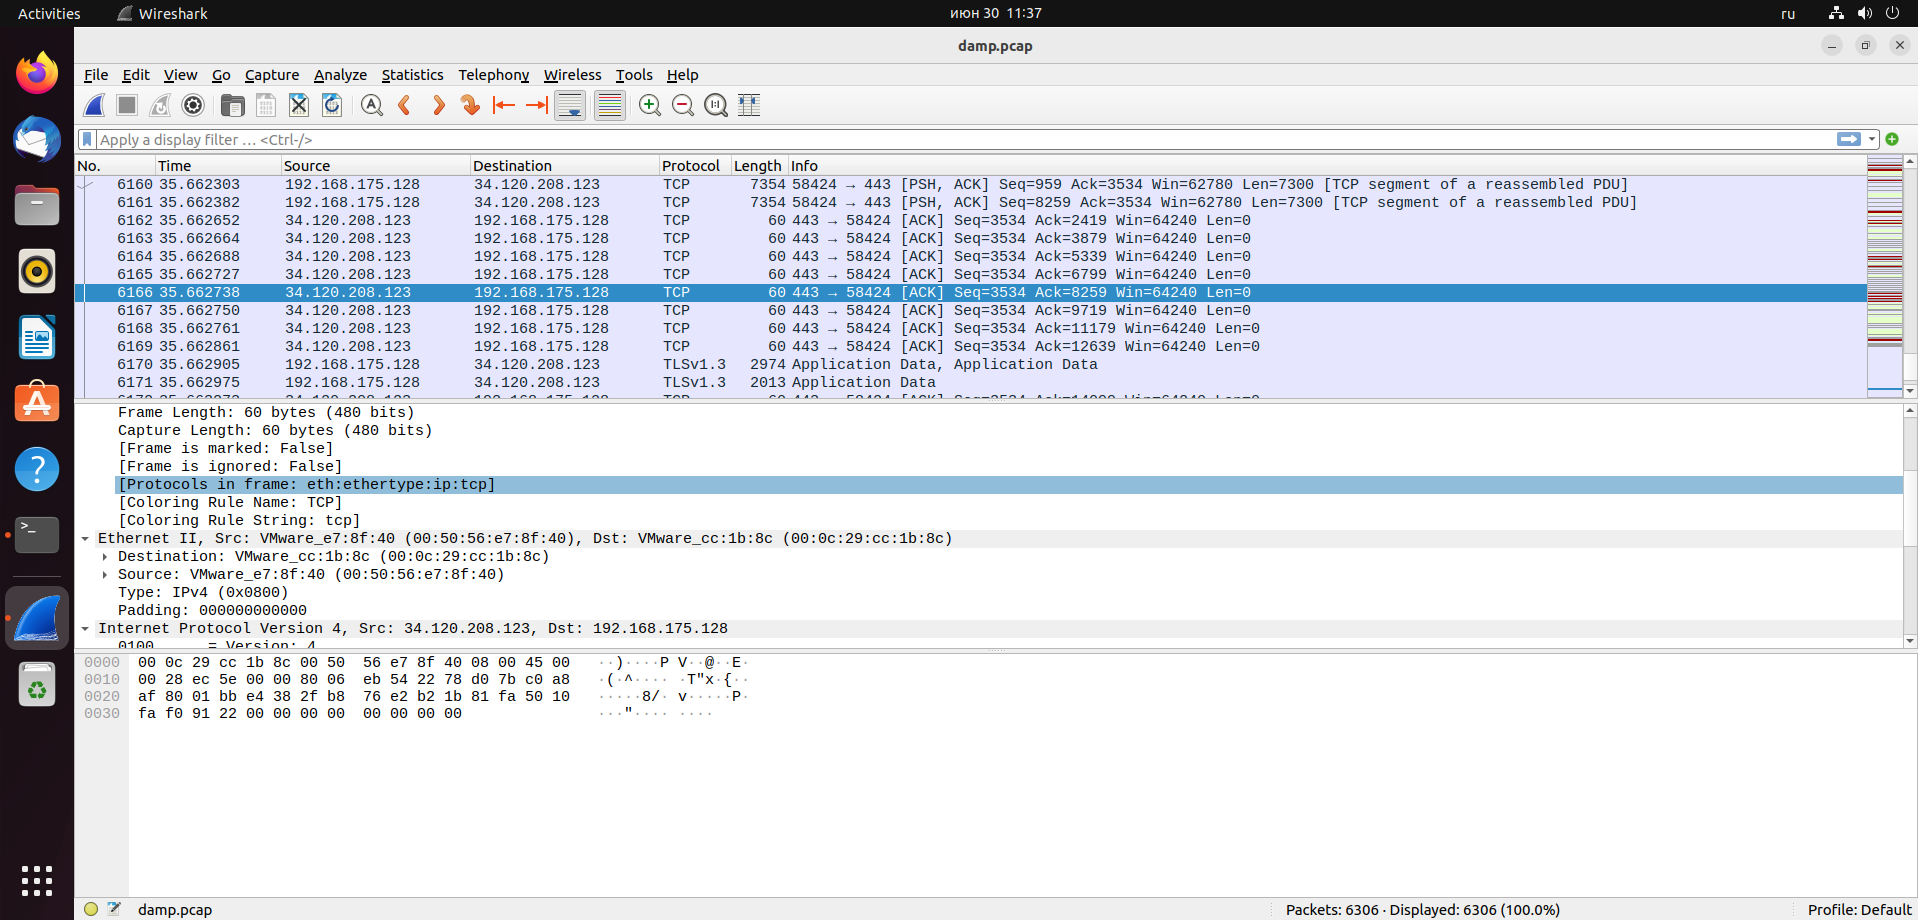 Activities Wireshark июн 30 11:37 ru
damp.pcap
File Edit View Go Capture Analyze Statistics Telephony Wireless Tools Help
Apply a display filter … <Ctrl-/>
No. Time Source Destination Protocol Length Info
6160 35.662303 192.168.175.128 34.120.208.123 TCP 7354 58424 → 443 [PSH, ACK] Seq=959 Ack=3534 Win=62780 Len=7300 [TCP segment of a reassembled PDU]
6161 35.662382 192.168.175.128 34.120.208.123 TCP 7354 58424 → 443 [PSH, ACK] Seq=8259 Ack=3534 Win=62780 Len=7300 [TCP segment of a reassembled PDU]
6162 35.662652 34.120.208.123 192.168.175.128 TCP 60 443 → 58424 [ACK] Seq=3534 Ack=2419 Win=64240 Len=0
6163 35.662664 34.120.208.123 192.168.175.128 TCP 60 443 → 58424 [ACK] Seq=3534 Ack=3879 Win=64240 Len=0
6164 35.662688 34.120.208.123 192.168.175.128 TCP 60 443 → 58424 [ACK] Seq=3534 Ack=5339 Win=64240 Len=0
6165 35.662727 34.120.208.123 192.168.175.128 TCP 60 443 → 58424 [ACK] Seq=3534 Ack=6799 Win=64240 Len=0
6166 35.662738 34.120.208.123 192.168.175.128 TCP 60 443 → 58424 [ACK] Seq=3534 Ack=8259 Win=64240 Len=0
6167 35.662750 34.120.208.123 192.168.175.128 TCP 60 443 → 58424 [ACK] Seq=3534 Ack=9719 Win=64240 Len=0
6168 35.662761 34.120.208.123 192.168.175.128 TCP 60 443 → 58424 [ACK] Seq=3534 Ack=11179 Win=64240 Len=0
6169 35.662861 34.120.208.123 192.168.175.128 TCP 60 443 → 58424 [ACK] Seq=3534 Ack=12639 Win=64240 Len=0
6170 35.662905 192.168.175.128 34.120.208.123 TLSv1.3 2974 Application Data, Application Data
6171 35.662975 192.168.175.128 34.120.208.123 TLSv1.3 2013 Application Data
Frame Length: 60 bytes (480 bits)
Capture Length: 60 bytes (480 bits)
[Frame is marked: False]
[Frame is ignored: False]
[Protocols in frame: eth:ethertype:ip:tcp]
[Coloring Rule Name: TCP]
[Coloring Rule String: tcp]
Ethernet II, Src: VMware_e7:8f:40 (00:50:56:e7:8f:40), Dst: VMware_cc:1b:8c (00:0c:29:cc:1b:8c)
Destination: VMware_cc:1b:8c (00:0c:29:cc:1b:8c)
Source: VMware_e7:8f:40 (00:50:56:e7:8f:40)
Type: IPv4 (0x0800)
Padding: 000000000000
Internet Protocol Version 4, Src: 34.120.208.123, Dst: 192.168.175.128
0100 .... = Version: 4
0000 00 0c 29 cc 1b 8c 00 50 56 e7 8f 40 08 00 45 00 ··)····P V··@··E·
0010 00 28 ec 5e 00 00 80 06 eb 54 22 78 d0 7b c0 a8 ·(·^···· ·T"x·{··
0020 af 80 01 bb e4 38 2f b8 76 e2 b2 1b 81 fa 50 10 ·····8/· v·····P·
0030 fa f0 91 22 00 00 00 00 00 00 00 00 ···"···· ····
damp.pcap Packets: 6306 · Displayed: 6306 (100.0%) Profile: Default